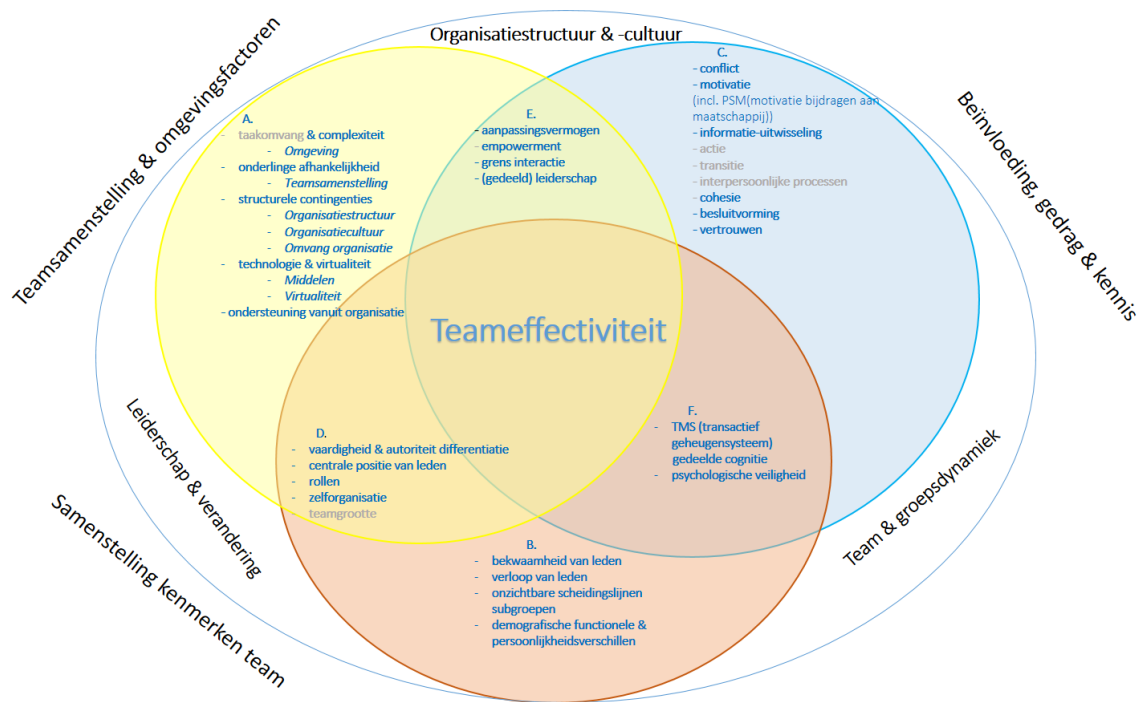 Organisatiestructuur & -cultuur
Teamsamenstelling & omgevingsfactoren
Beïnvloeding, gedrag & kennis
A.
- taakomvang & complexiteit
- Omgeving
- onderlinge afhankelijkheid
- Teamsamenstelling
- structurele contingenties
- Organisatiestructuur
- Organisatiecultuur
- Omvang organisatie
- technologie & virtualiteit
- Middelen
- Virtualiteit
- ondersteuning vanuit organisatie
E.
- aanpassingsvermogen
- empowerment
- grens interactie
- (gedeeld) leiderschap
C.
- conflict
- motivatie
(incl. PSM(motivatie bijdragen aan
maatschappij))
- informatie-uitwisseling
- actie
- transitie
- interpersoonlijke processen
- cohesie
- besluitvorming
- vertrouwen
Teameffectiviteit
D.
- vaardigheid & autoriteit differentiatie
- centrale positie van leden
- rollen
- zelforganisatie
- teamgrootte
F.
- TMS (transactief
geheugensysteem)
gedeelde cognitie
- psychologische veiligheid
B.
- bekwaamheid van leden
- verloop van leden
- onzichtbare scheidingslijnen
subgroepen
- demografische functionele &
persoonlijkheidsverschillen
Leiderschap & verandering
Team & groepsdynamiek
Samenstelling kenmerken team